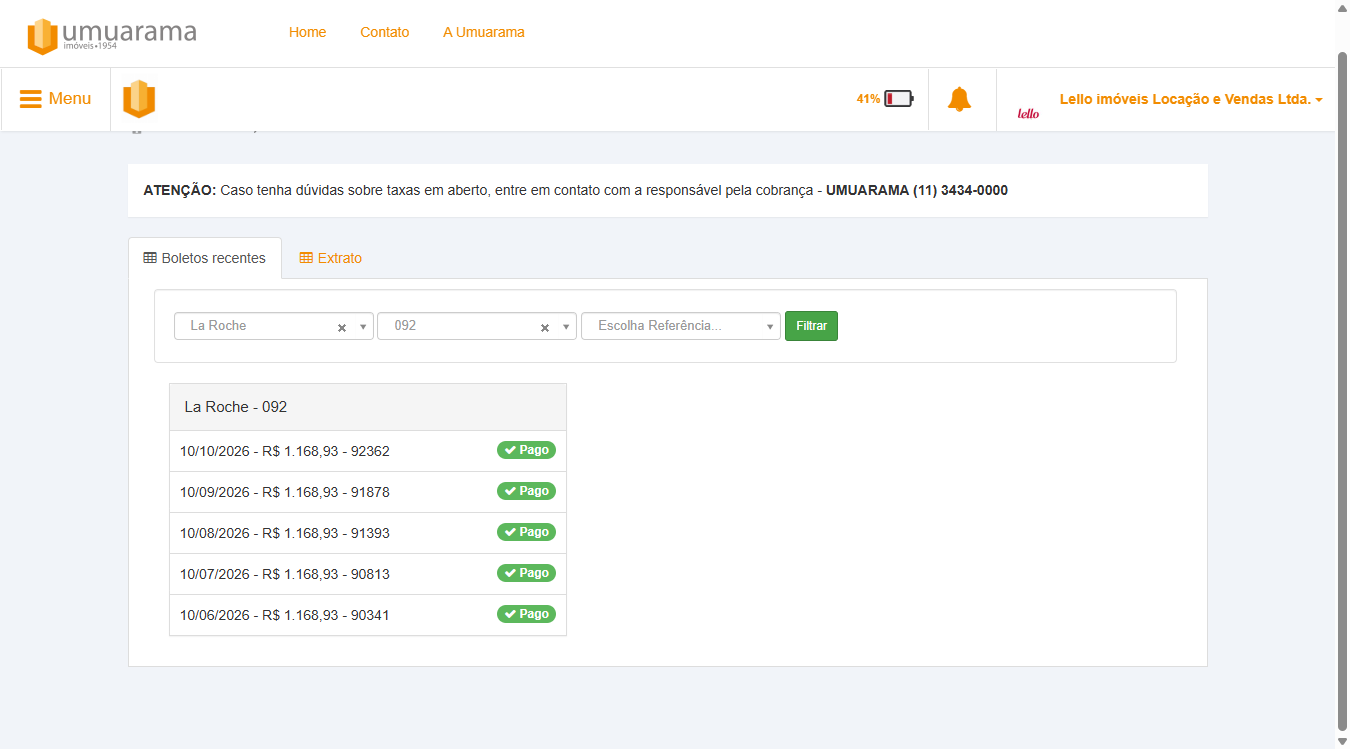 umuarama
imóveis•1954
Home
Contato
A Umuarama
Menu
41%
lello
Lello imóveis Locação e Vendas Ltda.
ATENÇÃO: Caso tenha dúvidas sobre taxas em aberto, entre em contato com a responsável pela cobrança - UMUARAMA (11) 3434-0000
Boletos recentes
Extrato
La Roche
092
Escolha Referência...
Filtrar
La Roche - 092
10/10/2026 - R$ 1.168,93 - 92362 Pago
10/09/2026 - R$ 1.168,93 - 91878 Pago
10/08/2026 - R$ 1.168,93 - 91393 Pago
10/07/2026 - R$ 1.168,93 - 90813 Pago
10/06/2026 - R$ 1.168,93 - 90341 Pago